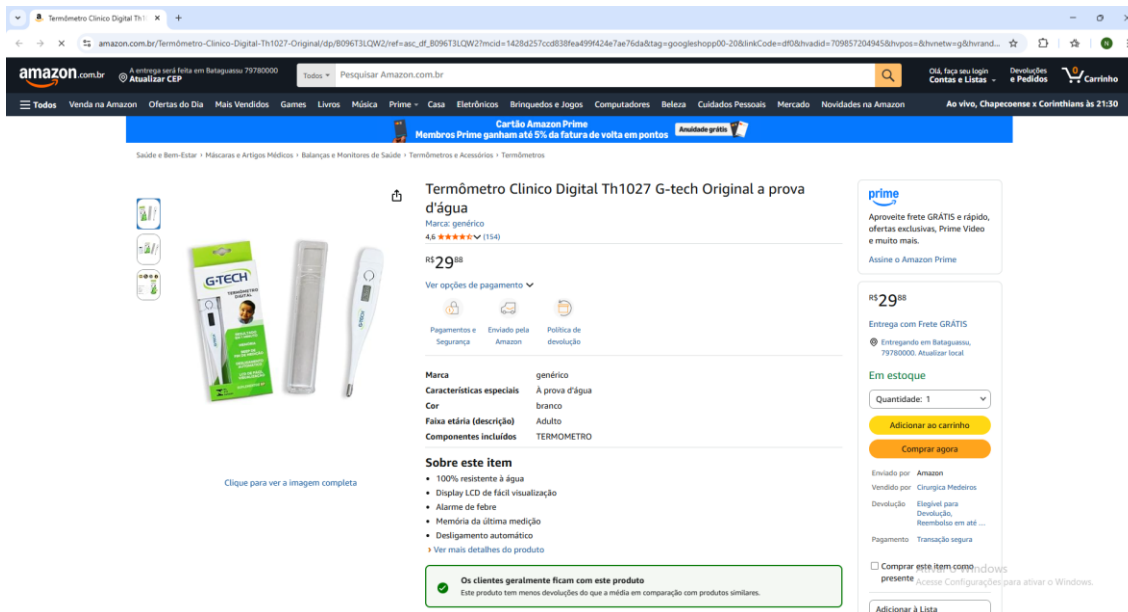 Termômetro Clinico Digital Th1
amazon.com.br/Termômetro-Clinico-Digital-Th1027-Original/dp/B096T3LQW2/ref=asc_df_B096T3LQW2?mcid=1428d257ccd838fea499f424e7ae76da&tag=googleshopp00-20&linkCode=df0&hvadid=709857204945&hvpos=&hvnetw=g&hvrand...
amazon.com.br
A entrega será feita em Bataguassu 79780000
Atualizar CEP
Todos
Pesquisar Amazon.com.br
Olá, faça seu login
Contas e Listas
Devoluções
e Pedidos
0
Carrinho
Todos Venda na Amazon Ofertas do Dia Mais Vendidos Games Livros Música Prime Casa Eletrônicos Brinquedos e Jogos Computadores Beleza Cuidados Pessoais Mercado Novidades na Amazon Ao vivo, Chapecoense x Corinthians às 21:30
Cartão Amazon Prime
Membros Prime ganham até 5% da fatura de volta em pontos
Anuidade grátis
Saúde e Bem-Estar › Máscaras e Artigos Médicos › Balanças e Monitores de Saúde › Termômetros e Acessórios › Termômetros
G-TECH
TERMÔMETRO
DIGITAL
Clique para ver a imagem completa
Termômetro Clinico Digital Th1027 G-tech Original a prova
d'água
Marca: genérico
4,6 (154)
R$29 88
Ver opções de pagamento
Pagamentos e
Segurança
Enviado pela
Amazon
Política de
devolução
Marca genérico
Características especiais À prova d'água
Cor branco
Faixa etária (descrição) Adulto
Componentes incluídos TERMOMETRO
Sobre este item
• 100% resistente à água
• Display LCD de fácil visualização
• Alarme de febre
• Memória da última medição
• Desligamento automático
Ver mais detalhes do produto
Os clientes geralmente ficam com este produto
Este produto tem menos devoluções do que a média em comparação com produtos similares.
prime
Aproveite frete GRÁTIS e rápido,
ofertas exclusivas, Prime Video
e muito mais.
Assine o Amazon Prime
R$29 88
Entrega com Frete GRÁTIS
Entregando em Bataguassu,
79780000. Atualizar local
Em estoque
Quantidade: 1
Adicionar ao carrinho
Comprar agora
Enviado por Amazon
Vendido por Cirurgica Medeiros
Devolução Elegível para
Devolução,
Reembolso em até ...
Pagamento Transação segura
Comprar este item como
presente
Ativar o Windows
Acesse Configurações para ativar o Windows.
Adicionar à Lista